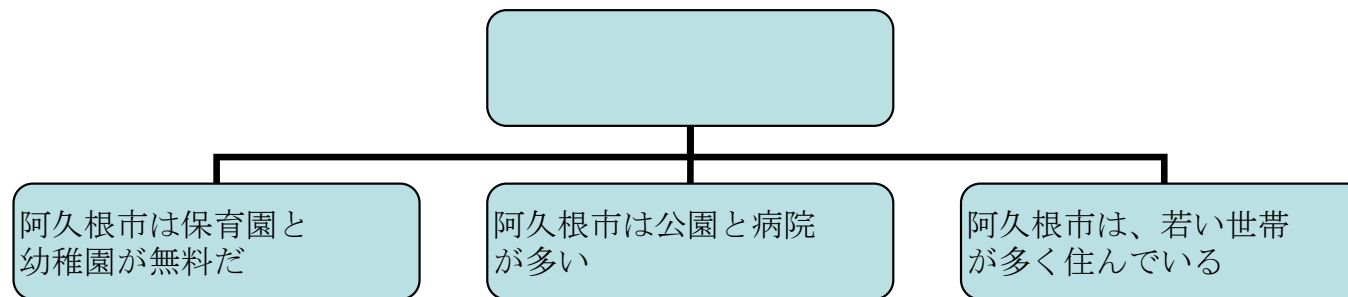 阿久根市は保育園と
幼稚園が無料だ
阿久根市は公園と病院
が多い
阿久根市は、若い世帯
が多く住んでいる